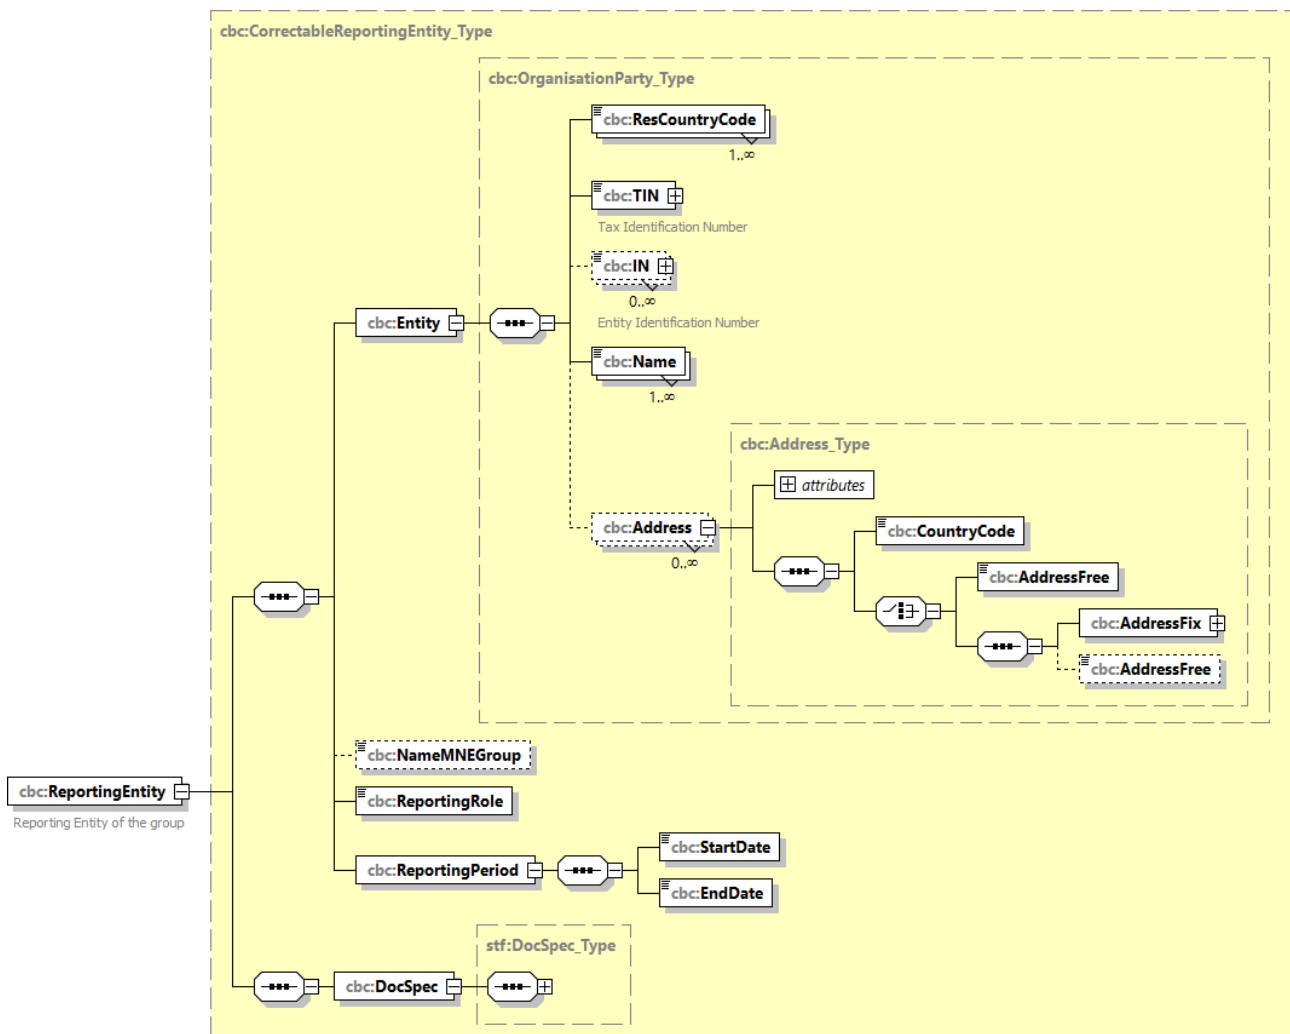 cbc:CorrectableReportingEntity_Type
cbc:OrganisationParty_Type
cbc:ResCountryCode
1..∞
cbc:TIN
Tax Identification Number
cbc:IN
0..∞
Entity Identification Number
cbc:Entity
cbc:Name
1..∞
cbc:Address_Type
attributes
cbc:Address
0..∞
cbc:CountryCode
cbc:AddressFree
cbc:AddressFix
cbc:AddressFree
cbc:NameMNEGroup
cbc:ReportingEntity
Reporting Entity of the group
cbc:ReportingRole
cbc:ReportingPeriod
cbc:StartDate
cbc:EndDate
stf:DocSpec_Type
cbc:DocSpec